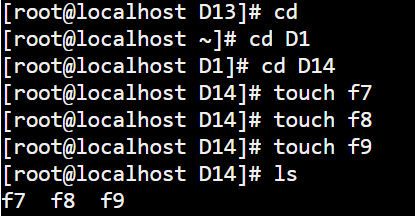 [root@localhost D13]# cd
[root@localhost ~]# cd D1
[root@localhost D1]# cd D14
[root@localhost D14]# touch f7
[root@localhost D14]# touch f8
[root@localhost D14]# touch f9
[root@localhost D14]# ls
f7  f8  f9